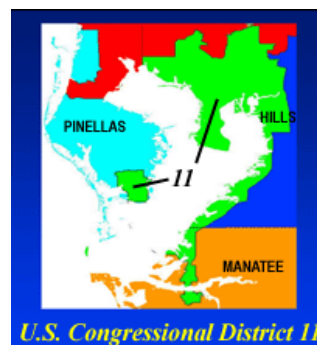 PINELLAS
HILLS
11
MANATEE
U.S. Congressional District 11